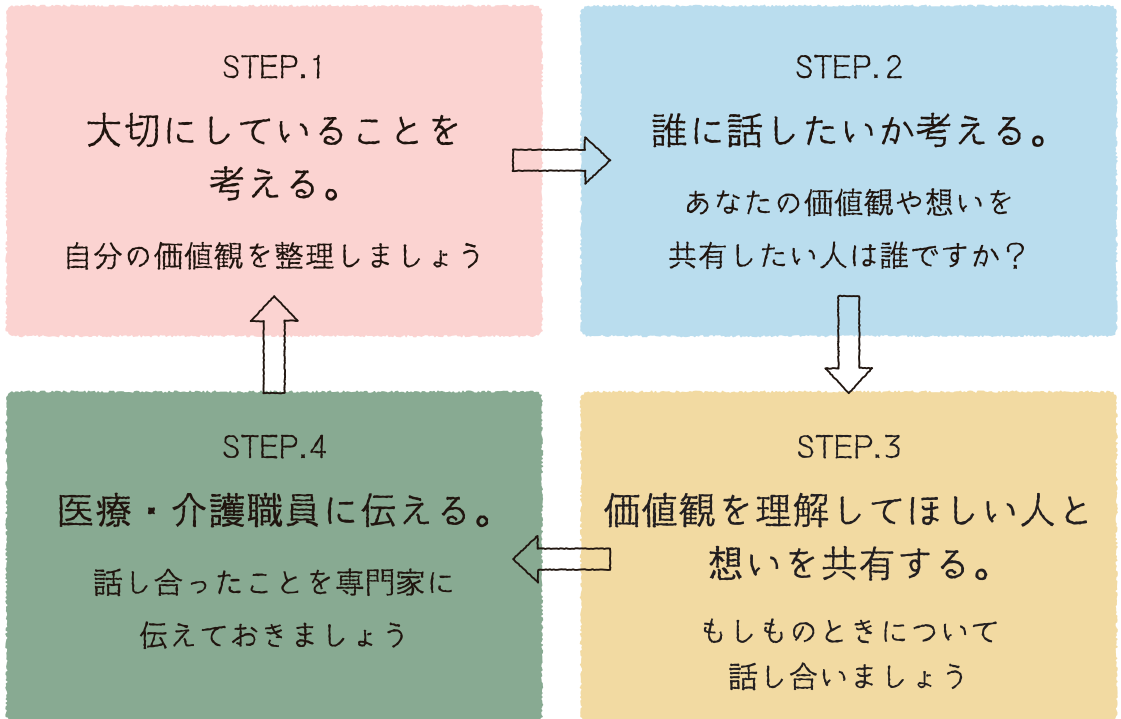 STEP.1
大切にしていることを
考える。
自分の価値観を整理しましょう
STEP.2
誰に話したいか考える。
あなたの価値観や想いを
共有したい人は誰ですか?
STEP.3
価値観を理解してほしい人と
想いを共有する。
もしものときについて
話し合いましょう
STEP.4
医療・介護職員に伝える。
話し合ったことを専門家に
伝えておきましょう